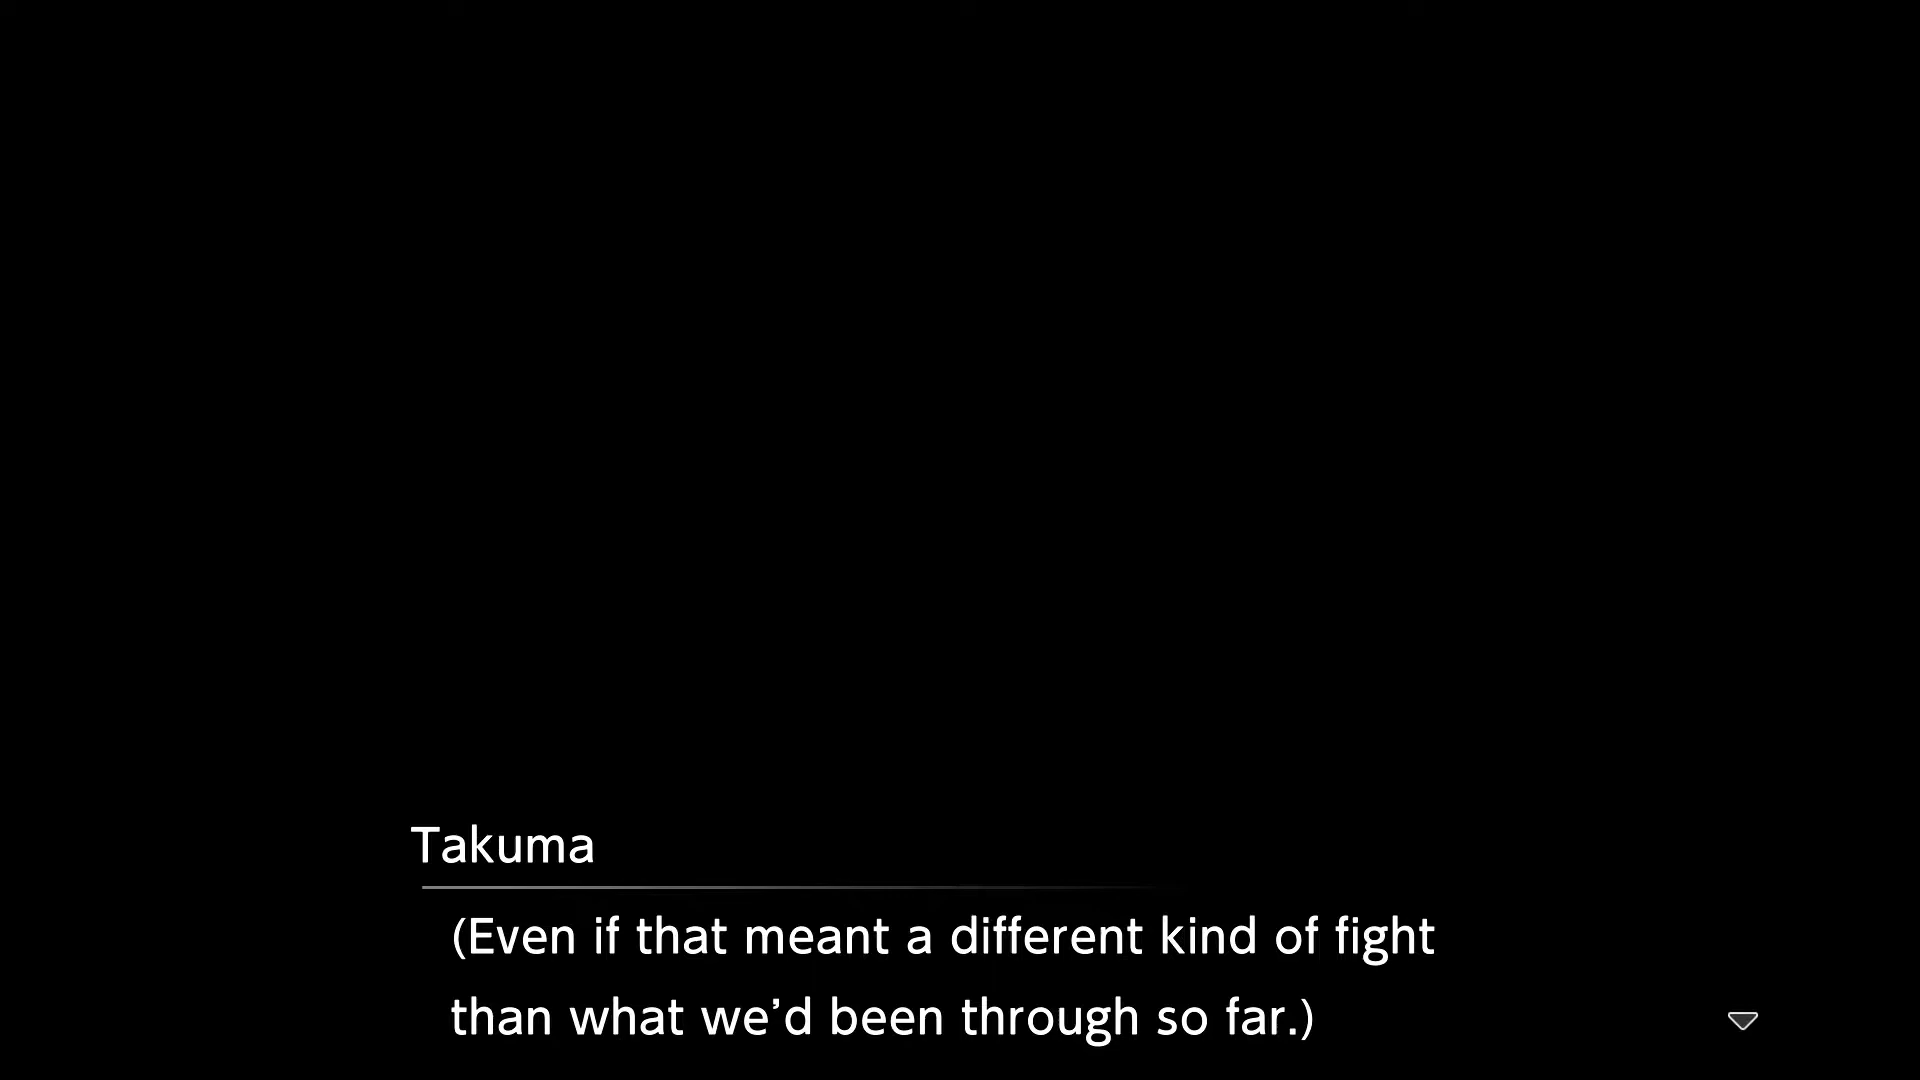 Takuma
(Even if that meant a different kind of fight
than what we’d been through so far.)